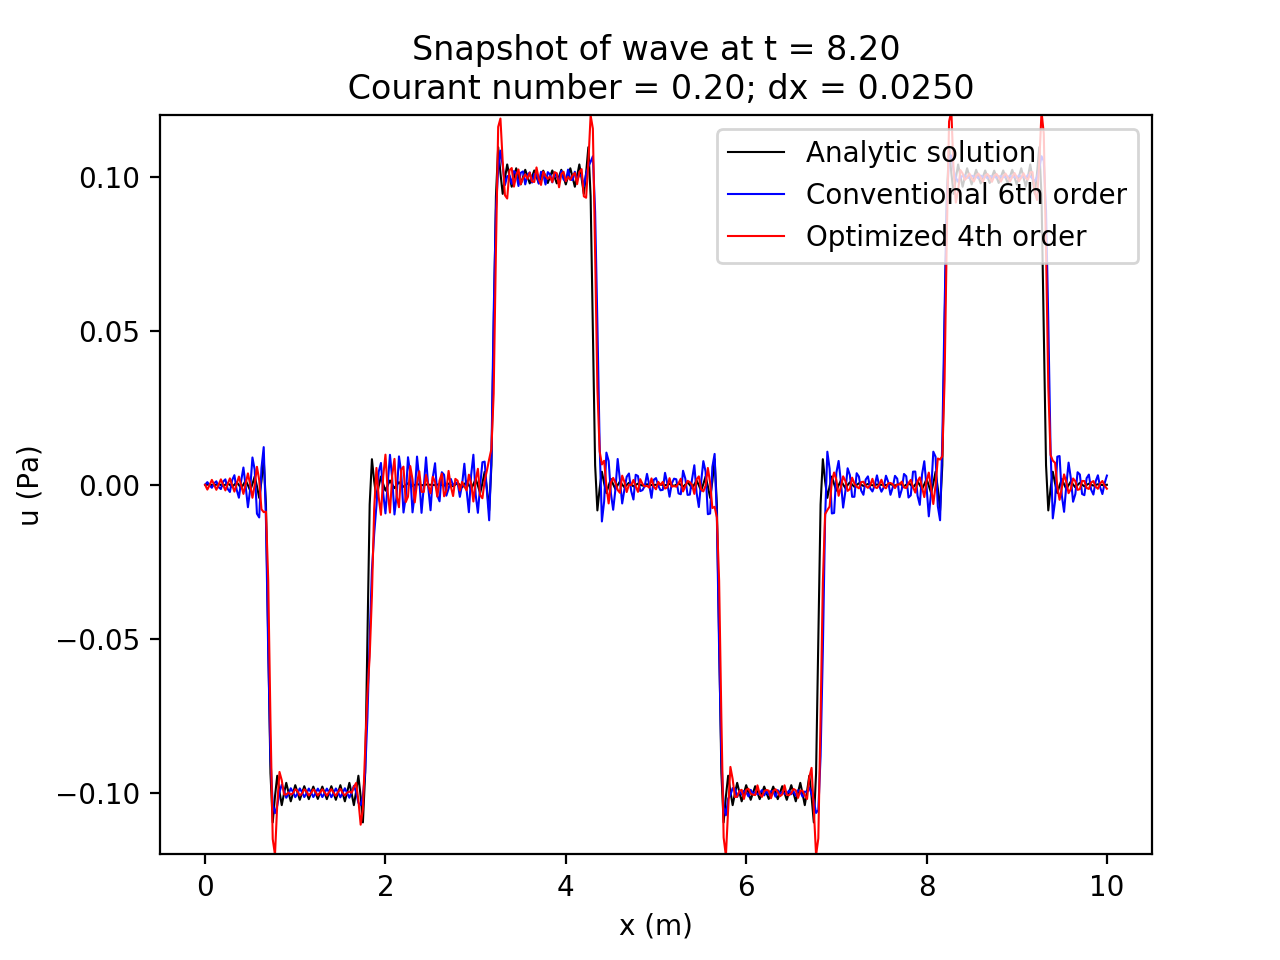 Snapshot of wave at t = 8.20
Courant number = 0.20; dx = 0.0250
Analytic solution
Conventional 6th order
Optimized 4th order
0.10
0.05
0.00
−0.05
−0.10
u (Pa)
0 2 4 6 8 10
x (m)